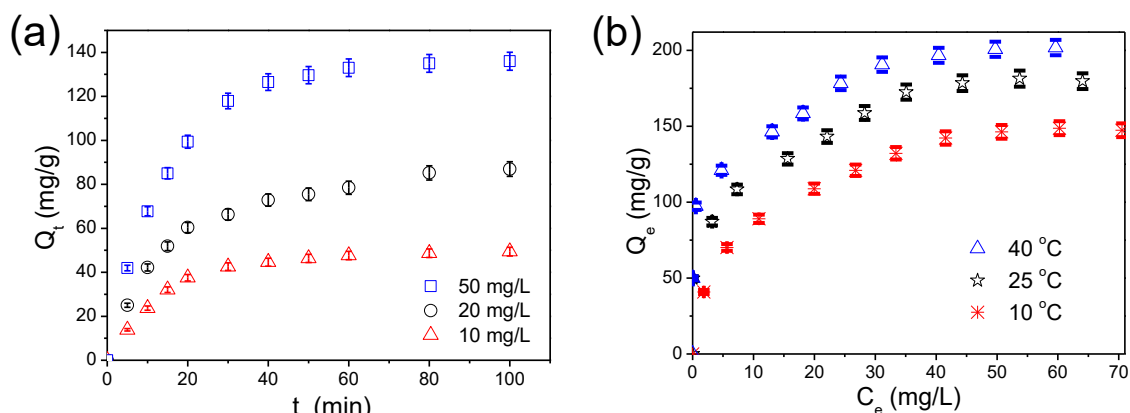 (a)
Q_t (mg/g)
140
120
100
80
60
40
20
0
0 20 40 60 80 100
t (min)
50 mg/L
20 mg/L
10 mg/L
(b)
Q_e (mg/g)
200
150
100
50
0
0 10 20 30 40 50 60 70
C_e (mg/L)
40 °C
25 °C
10 °C